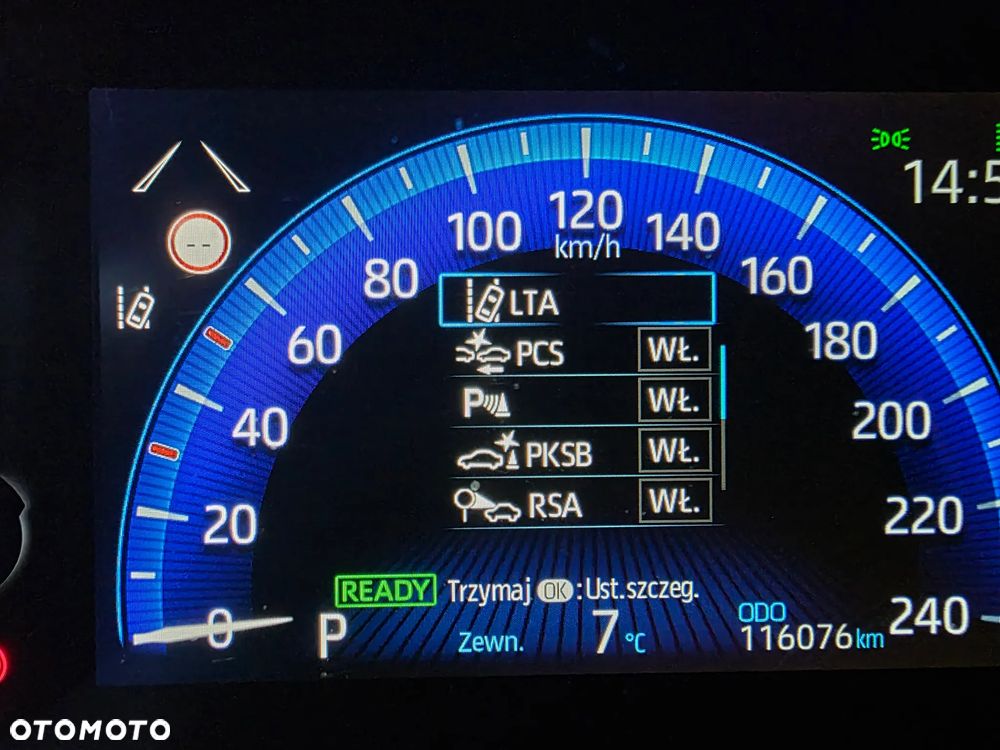 14:5
120
100
140
km/h
80
160
LTA
60
PCS WŁ.
180
P WŁ.
40
200
PKSB WŁ.
RSA WŁ.
20
220
READY Trzymaj OK :Ust.szczeg.
0
P
Zewn. 7 °C
ODO
116076 km
240
OTOMOTO